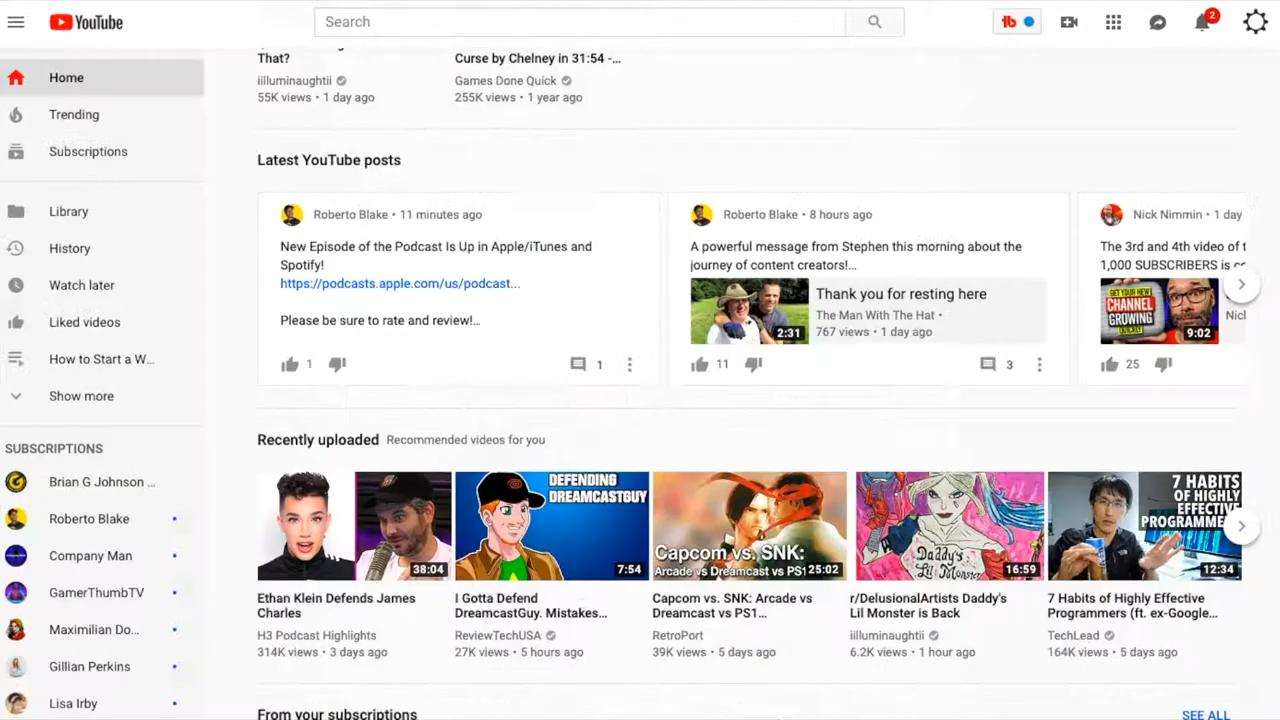 YouTube
Search
2
Home
Trending
Subscriptions
Library
History
Watch later
Liked videos
How to Start a W...
Show more
SUBSCRIPTIONS
Brian G Johnson ...
Roberto Blake
Company Man
GamerThumbTV
Maximilian Do...
Gillian Perkins
Lisa Irby
That?
iilluminaughtii
55K views • 1 day ago
Curse by Chelney in 31:54 -...
Games Done Quick
255K views • 1 year ago
Latest YouTube posts
Roberto Blake • 11 minutes ago
New Episode of the Podcast Is Up in Apple/iTunes and
Spotify!
https://podcasts.apple.com/us/podcast...
Please be sure to rate and review!...
1
1
Roberto Blake • 8 hours ago
A powerful message from Stephen this morning about the
journey of content creators!...
2:31
Thank you for resting here
The Man With The Hat •
767 views • 1 day ago
11
3
Nick Nimmin • 1 day
The 3rd and 4th video of t
1,000 SUBSCRIBERS is
GET YOUR NEW
CHANNEL
GROWING
QUICKLY
9:02
Nicl
25
Recently uploaded Recommended videos for you
38:04
Ethan Klein Defends James
Charles
H3 Podcast Highlights
314K views • 3 days ago
DEFENDING
DREAMCASTGUY
7:54
I Gotta Defend
DreamcastGuy. Mistakes...
ReviewTechUSA
27K views • 5 hours ago
Capcom vs. SNK:
Arcade vs Dreamcast vs PS1
25:02
Capcom vs. SNK: Arcade vs
Dreamcast vs PS1...
RetroPort
39K views • 5 days ago
Daddy's
Lil Monster
16:59
r/DelusionalArtists Daddy's
Lil Monster is Back
iilluminaughtii
6.2K views • 1 hour ago
7 HABITS
OF HIGHLY
EFFECTIVE
PROGRAMME
12:34
7 Habits of Highly Effective
Programmers (ft. ex-Google...
TechLead
164K views • 5 days ago
From your subscriptions
SEE ALL